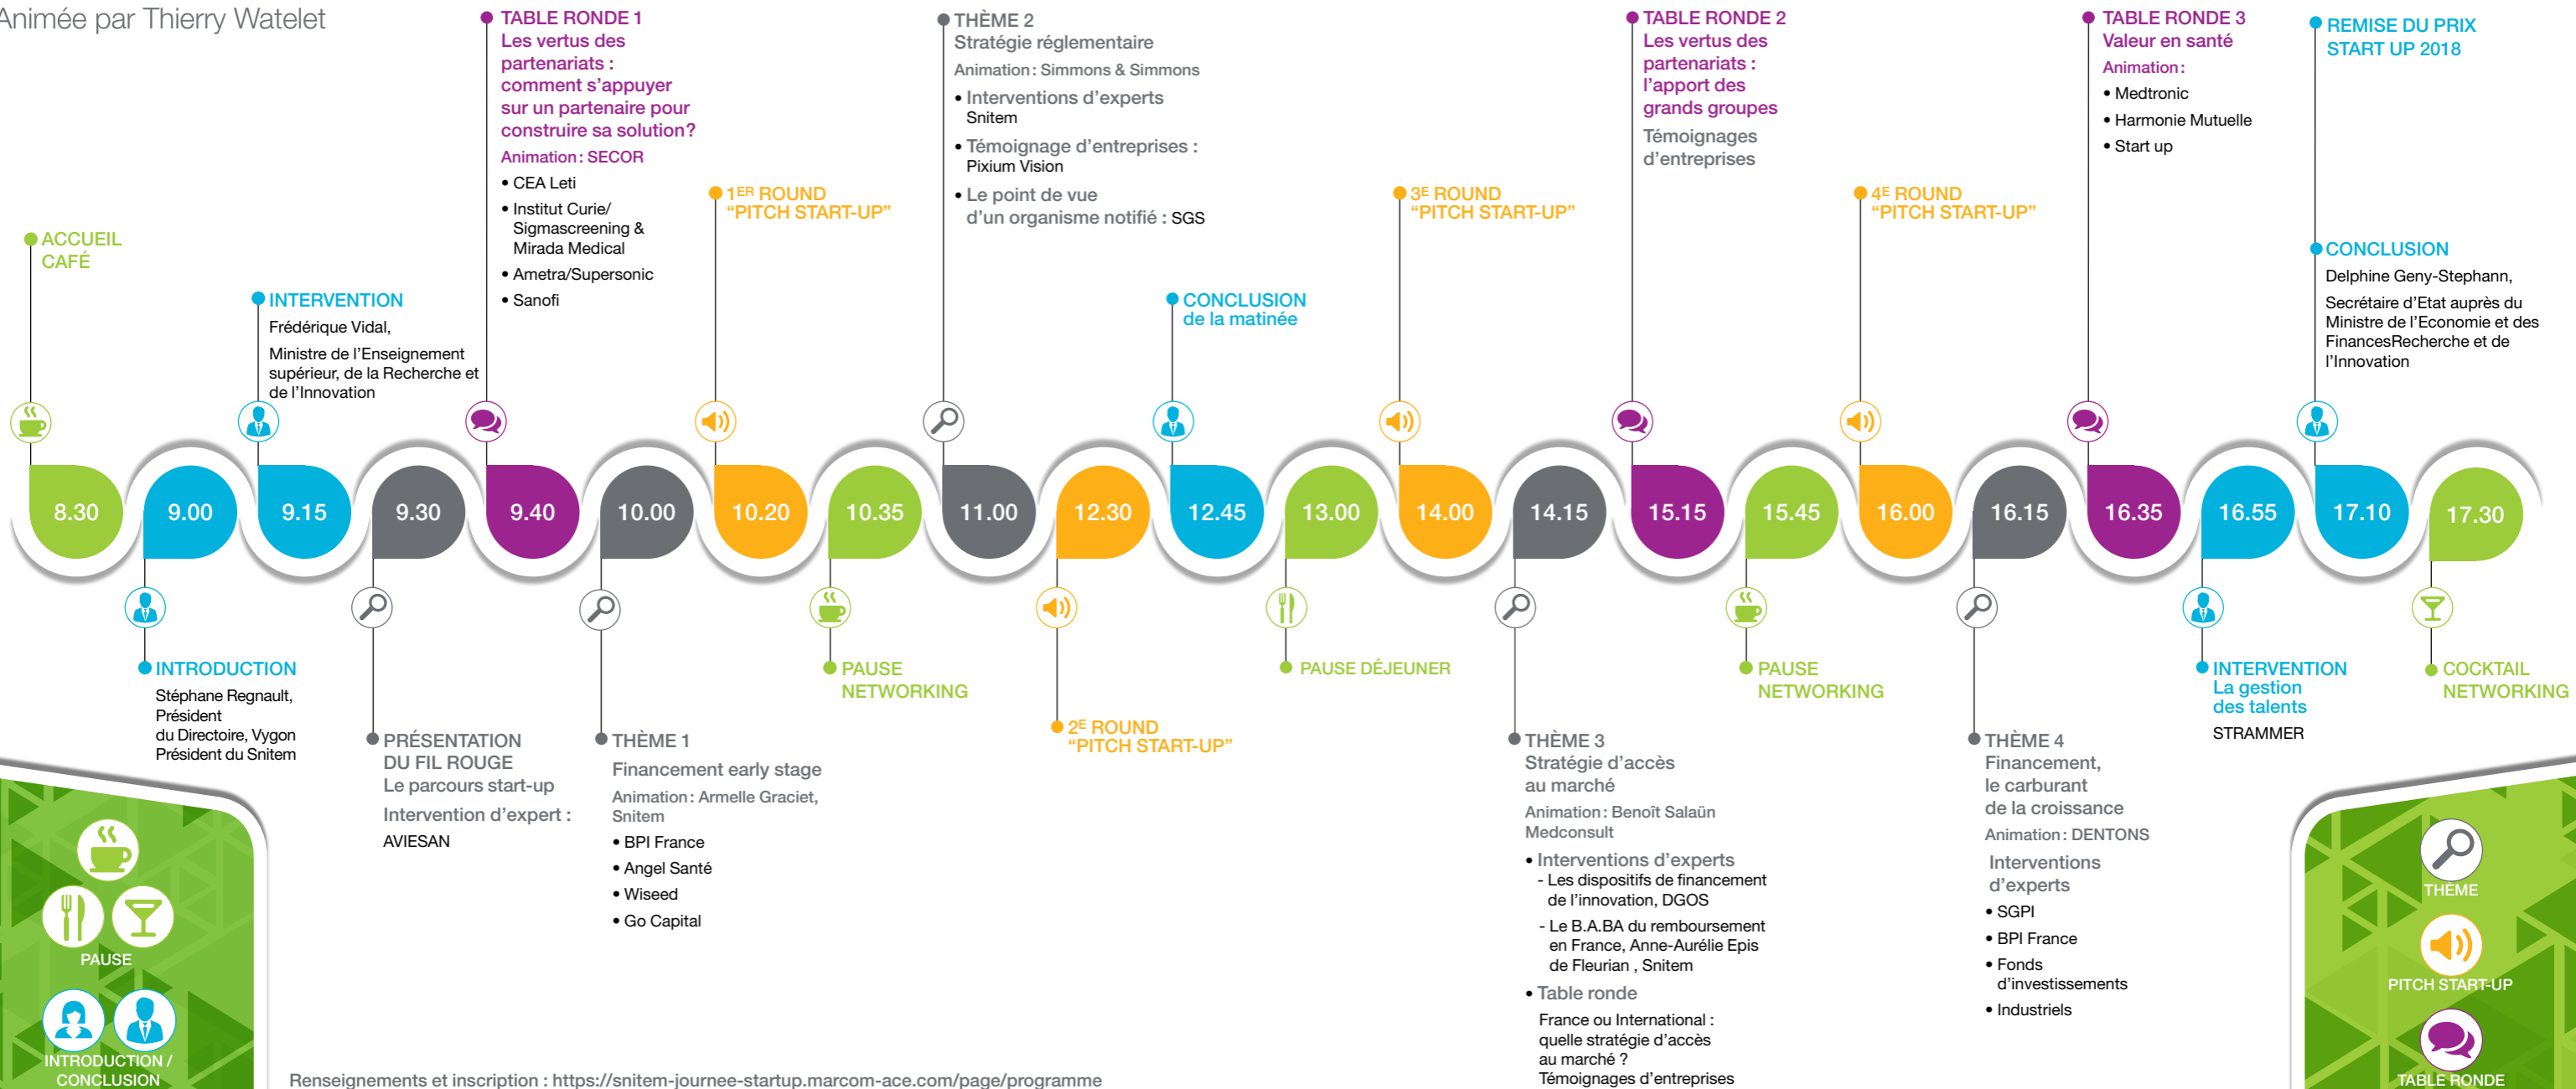 Animée par Thierry Watelet
ACCUEIL
CAFÉ
8.30
9.00
INTRODUCTION
Stéphane Regnault,
Président
du Directoire, Vygon
Président du Snitem
INTERVENTION
Frédérique Vidal,
Ministre de l'Enseignement
supérieur, de la Recherche et
de l'Innovation
9.15
9.30
PRÉSENTATION
DU FIL ROUGE
Le parcours start-up
Intervention d'expert :
AVIESAN
TABLE RONDE 1
Les vertus des
partenariats :
comment s'appuyer
sur un partenaire pour
construire sa solution?
Animation : SECOR
• CEA Leti
• Institut Curie/
Sigmascreening &
Mirada Medical
• Ametra/Supersonic
• Sanofi
9.40
10.00
THÈME 1
Financement early stage
Animation : Armelle Graciet,
Snitem
• BPI France
• Angel Santé
• Wiseed
• Go Capital
1ER ROUND
"PITCH START-UP"
10.20
10.35
PAUSE
NETWORKING
THÈME 2
Stratégie réglementaire
Animation : Simmons & Simmons
• Interventions d'experts
Snitem
• Témoignage d'entreprises :
Pixium Vision
• Le point de vue
d'un organisme notifié : SGS
11.00
12.30
2E ROUND
"PITCH START-UP"
CONCLUSION
de la matinée
12.45
13.00
PAUSE DÉJEUNER
3E ROUND
"PITCH START-UP"
14.00
14.15
THÈME 3
Stratégie d'accès
au marché
Animation : Benoît Salaün
Medconsult
• Interventions d'experts
- Les dispositifs de financement
de l'innovation, DGOS
- Le B.A.BA du remboursement
en France, Anne-Aurélie Epis
de Fleurian , Snitem
• Table ronde
France ou International :
quelle stratégie d'accès
au marché ?
Témoignages d'entreprises
TABLE RONDE 2
Les vertus des
partenariats :
l'apport des
grands groupes
Témoignages
d'entreprises
15.15
15.45
PAUSE
NETWORKING
4E ROUND
"PITCH START-UP"
16.00
16.15
THÈME 4
Financement,
le carburant
de la croissance
Animation : DENTONS
Interventions
d'experts
• SGPI
• BPI France
• Fonds
d'investissements
• Industriels
TABLE RONDE 3
Valeur en santé
Animation :
• Medtronic
• Harmonie Mutuelle
• Start up
16.35
16.55
INTERVENTION
La gestion
des talents
STRAMMER
REMISE DU PRIX
START UP 2018
CONCLUSION
Delphine Geny-Stephann,
Secrétaire d'Etat auprès du
Ministre de l'Economie et des
FinancesRecherche et de
l'Innovation
17.10
17.30
COCKTAIL
NETWORKING
PAUSE
INTRODUCTION /
CONCLUSION
Renseignements et inscription : https://snitem-journee-startup.marcom-ace.com/page/programme
THÈME
PITCH START-UP
TABLE RONDE